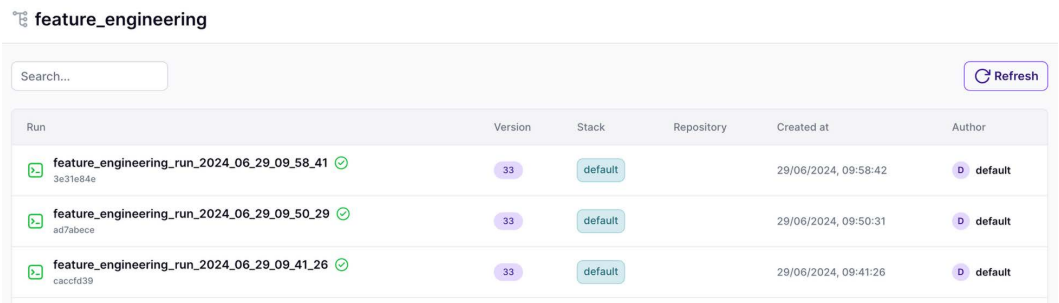 feature_engineering
Search...
Refresh
Run Version Stack Repository Created at Author
feature_engineering_run_2024_06_29_09_58_41
3e31e84e
33 default 29/06/2024, 09:58:42 D default
feature_engineering_run_2024_06_29_09_50_29
ad7abece
33 default 29/06/2024, 09:50:31 D default
feature_engineering_run_2024_06_29_09_41_26
caccfd39
33 default 29/06/2024, 09:41:26 D default